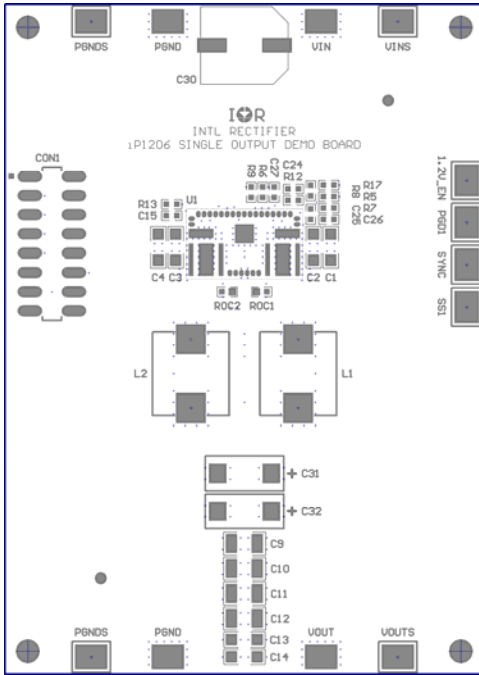 PGNDS
PGND
VIN
VINS
C30
IOR
INTL RECTIFIER
iP1206 SINGLE OUTPUT DEMO BOARD
CON1
R9
R6
C27
C24
R12
R17
R8
R5
R7
C25
C26
R13
C15
U1
1.2V_EN
PGD1
SYNC
SS1
C4
C3
C2
C1
ROC2
ROC1
L2
L1
+ C31
+ C32
C9
C10
C11
C12
C13
C14
PGNDS
PGND
VOUT
VOUTS